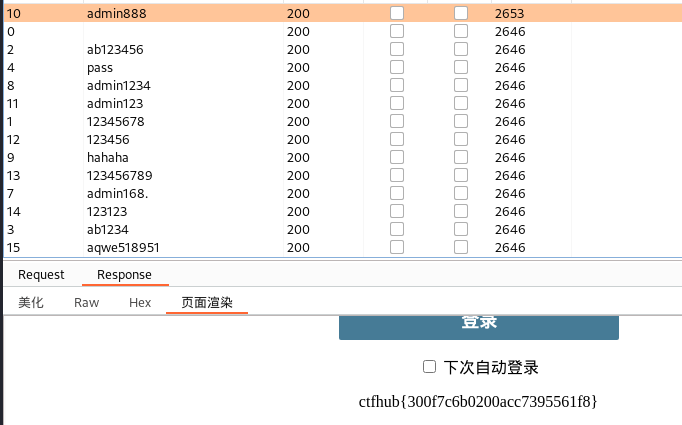 10 admin888 200 2653
0 200 2646
2 ab123456 200 2646
4 pass 200 2646
8 admin1234 200 2646
11 admin123 200 2646
1 12345678 200 2646
12 123456 200 2646
9 hahaha 200 2646
13 123456789 200 2646
7 admin168. 200 2646
14 123123 200 2646
3 ab1234 200 2646
15 aqwe518951 200 2646
Request Response
美化 Raw Hex 页面渲染
登录
下次自动登录
ctfhub{300f7c6b0200acc7395561f8}